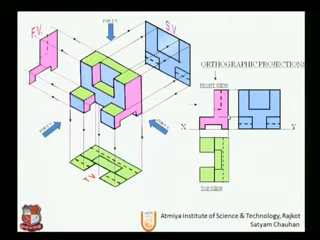 FOR T.V.
F.V.
S.V.
ORTHOGRAPHIC PROJECTIONS
FRONT VIEW
X
Y
TOP VIEW
T.V
Atmiya Institute of Science & Technology, Rajkot
Satyam Chauhan